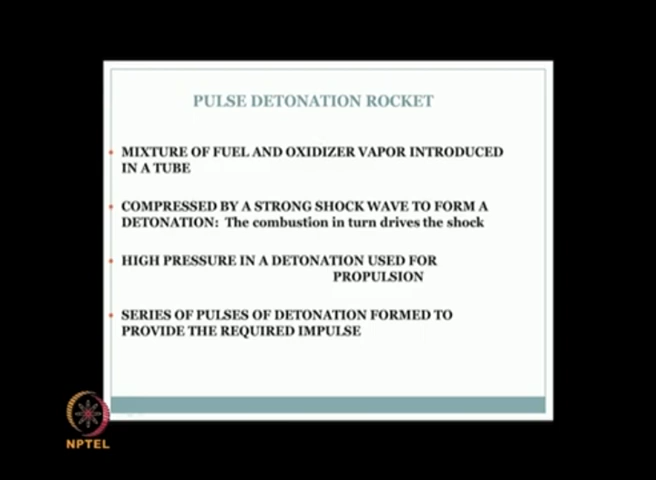 PULSE DETONATION ROCKET
MIXTURE OF FUEL AND OXIDIZER VAPOR INTRODUCED
IN A TUBE
COMPRESSED BY A STRONG SHOCK WAVE TO FORM A
DETONATION: The combustion in turn drives the shock
HIGH PRESSURE IN A DETONATION USED FOR
PROPULSION
SERIES OF PULSES OF DETONATION FORMED TO
PROVIDE THE REQUIRED IMPULSE
NPTEL